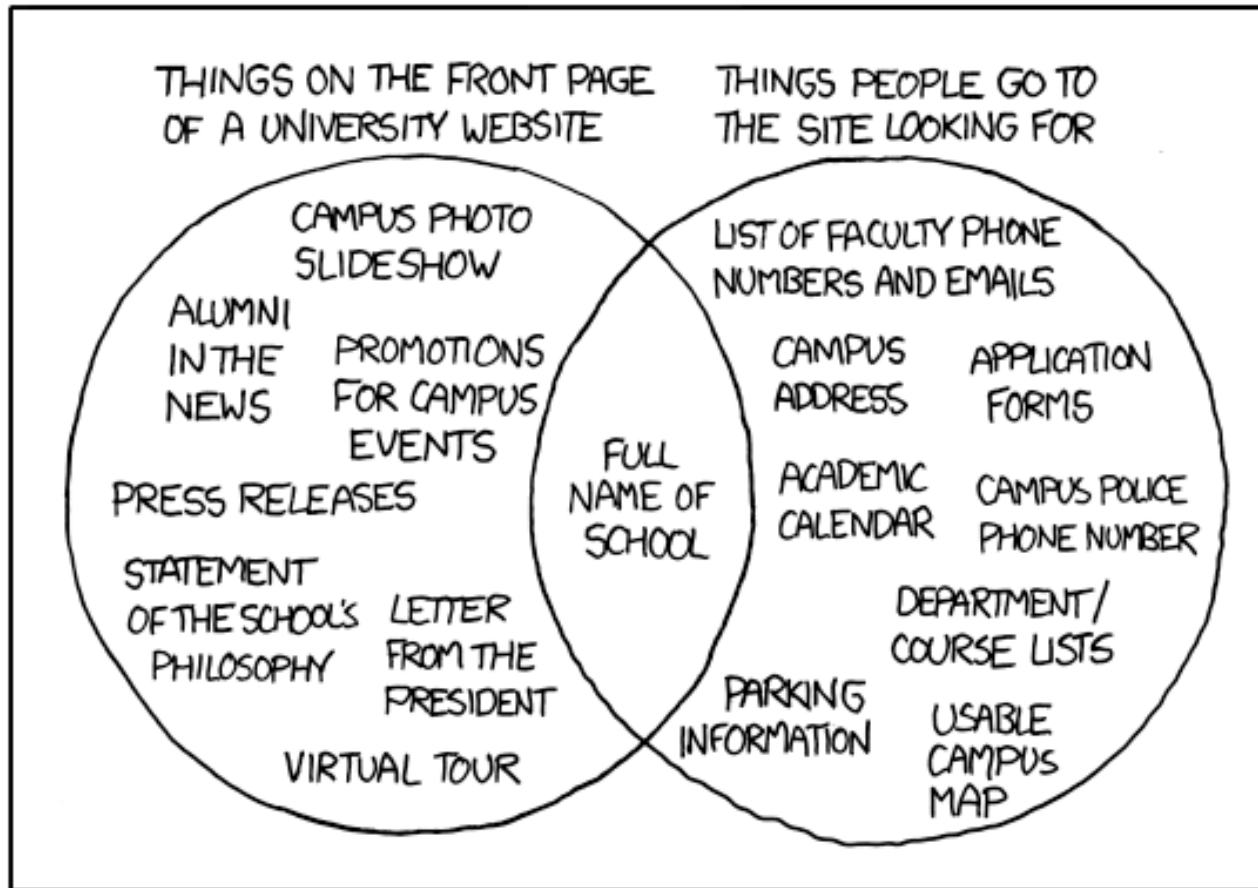 THINGS ON THE FRONT PAGE
OF A UNIVERSITY WEBSITE
THINGS PEOPLE GO TO
THE SITE LOOKING FOR
CAMPUS PHOTO
SLIDESHOW
ALUMNI
IN THE
NEWS
PROMOTIONS
FOR CAMPUS
EVENTS
PRESS RELEASES
STATEMENT
OF THE SCHOOL'S
PHILOSOPHY
LETTER
FROM THE
PRESIDENT
VIRTUAL TOUR
FULL
NAME OF
SCHOOL
LIST OF FACULTY PHONE
NUMBERS AND EMAILS
CAMPUS
ADDRESS
APPLICATION
FORMS
ACADEMIC
CALENDAR
CAMPUS POLICE
PHONE NUMBER
DEPARTMENT/
COURSE LISTS
PARKING
INFORMATION
USABLE
CAMPUS
MAP